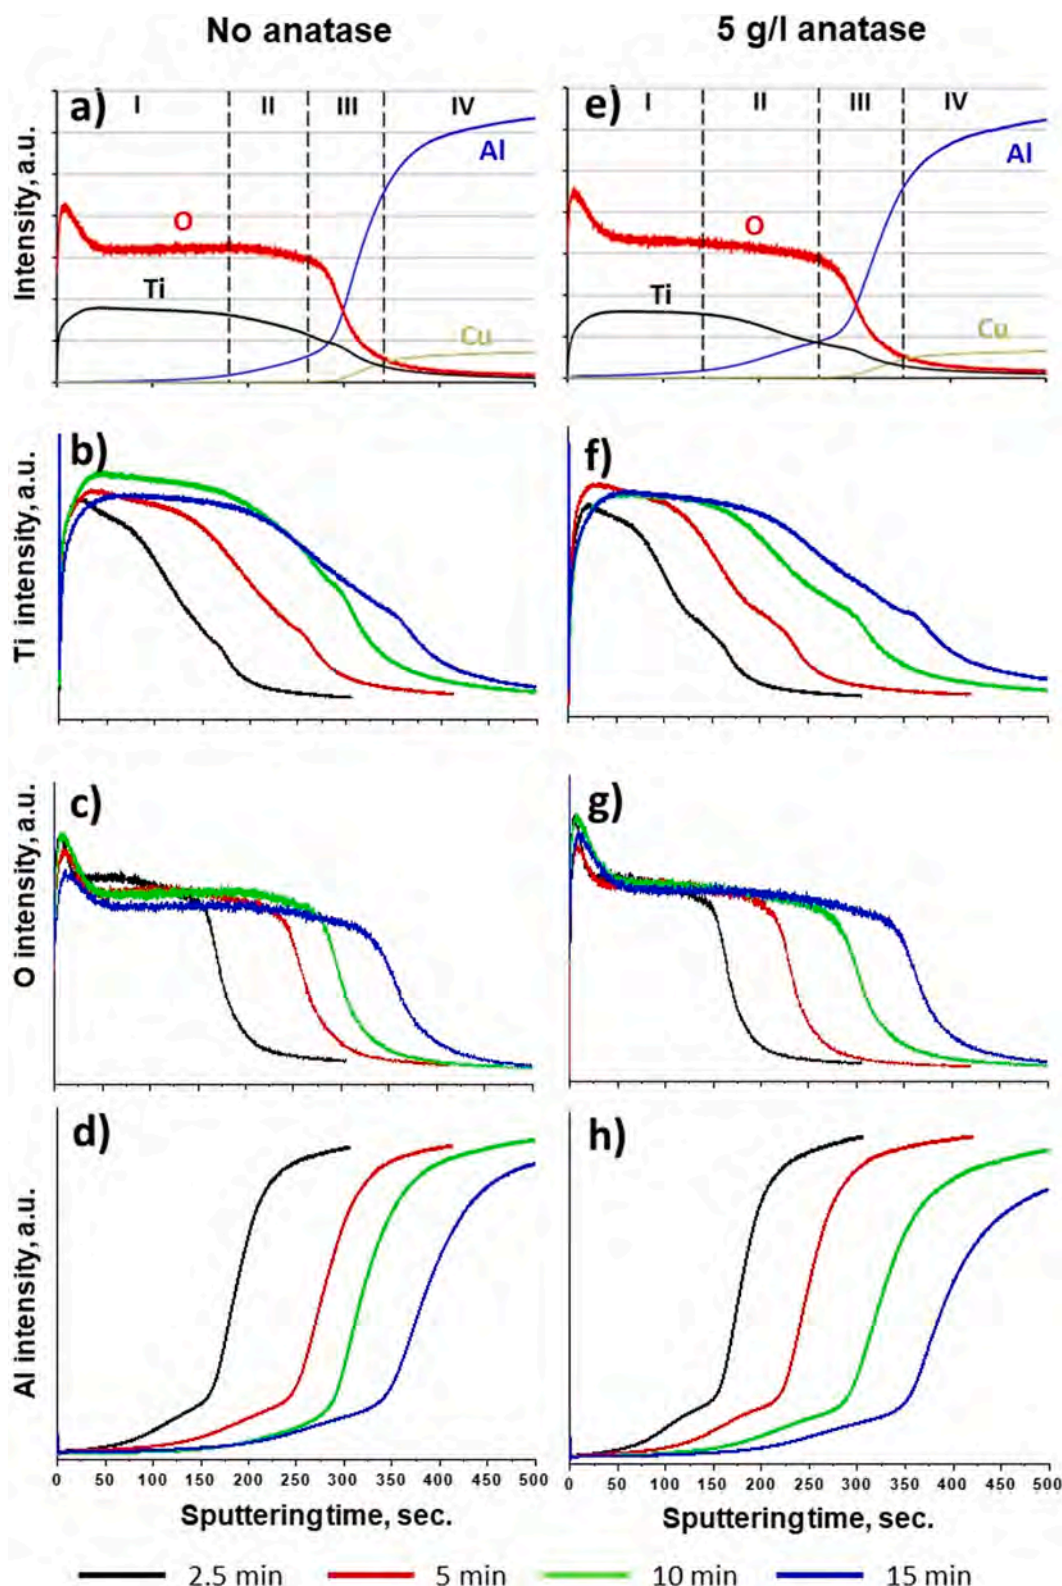 No anatase
5 g/l anatase
a)
I
II
III
IV
Al
O
Ti
Cu
Intensity, a.u.
e)
I
II
III
IV
Al
O
Ti
Cu
b)
Ti intensity, a.u.
f)
c)
O intensity, a.u.
g)
d)
Al intensity, a.u.
h)
0 50 100 150 200 250 300 350 400 450 500
0 50 100 150 200 250 300 350 400 450 500
Sputtering time, sec.
Sputtering time, sec.
2.5 min 5 min 10 min 15 min